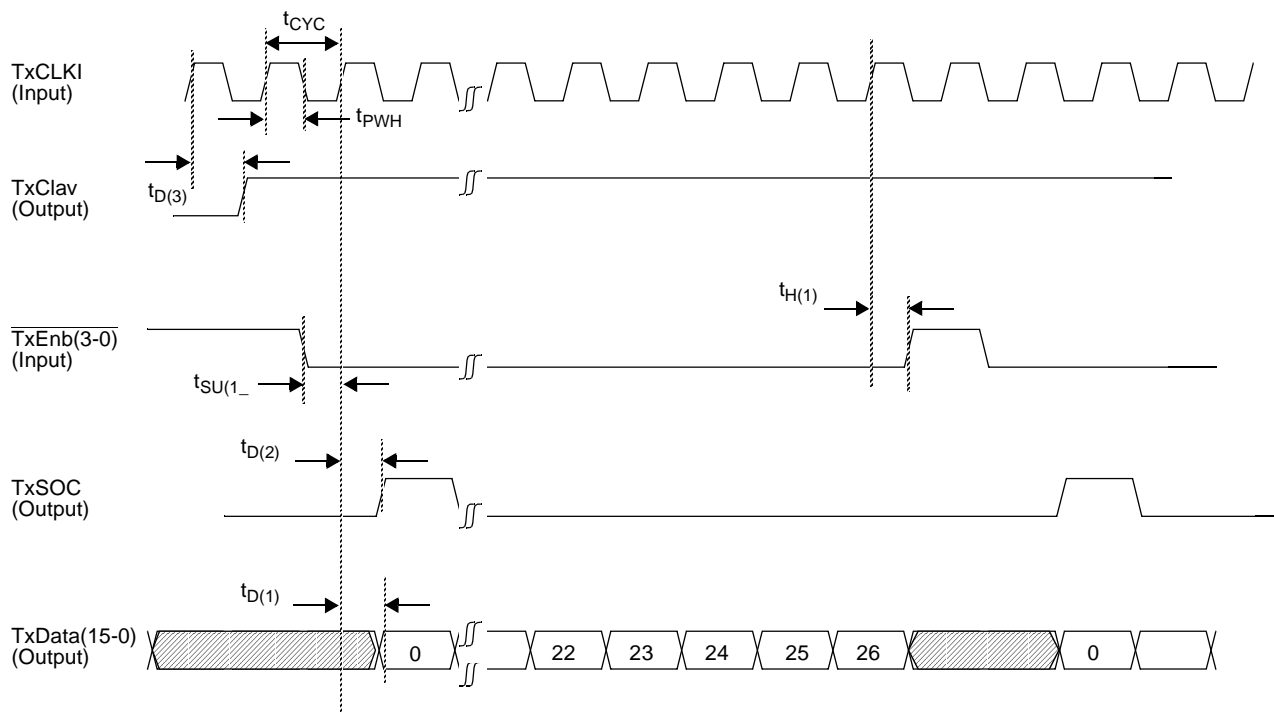 tCYC
TxCLKI
(Input)
tPWH
TxClav
(Output)
tD(3)
tH(1)
TxEnb(3-0)
(Input)
tSU(1_
tD(2)
TxSOC
(Output)
tD(1)
TxData(15-0)
(Output)
0 22 23 24 25 26 0